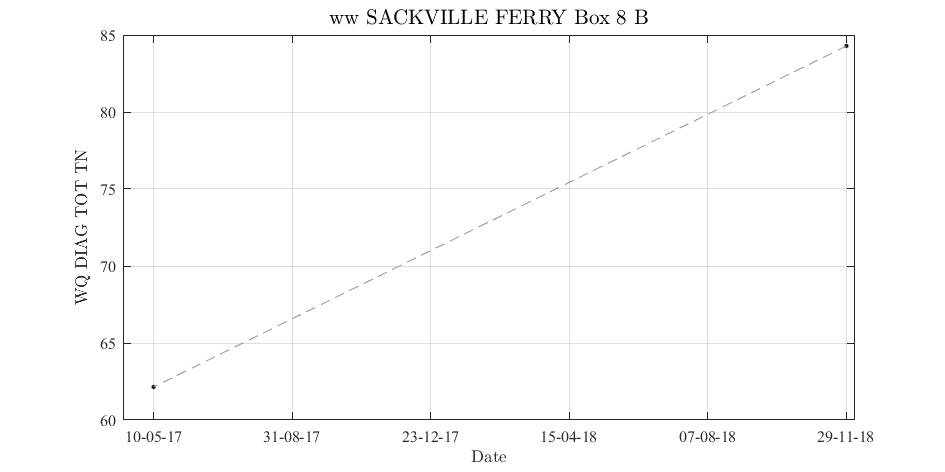 ww SACKVILLE FERRY Box 8 B
85
80
75
70
65
60
WQ DIAG TOT TN
10-05-17 31-08-17 23-12-17 15-04-18 07-08-18 29-11-18
Date